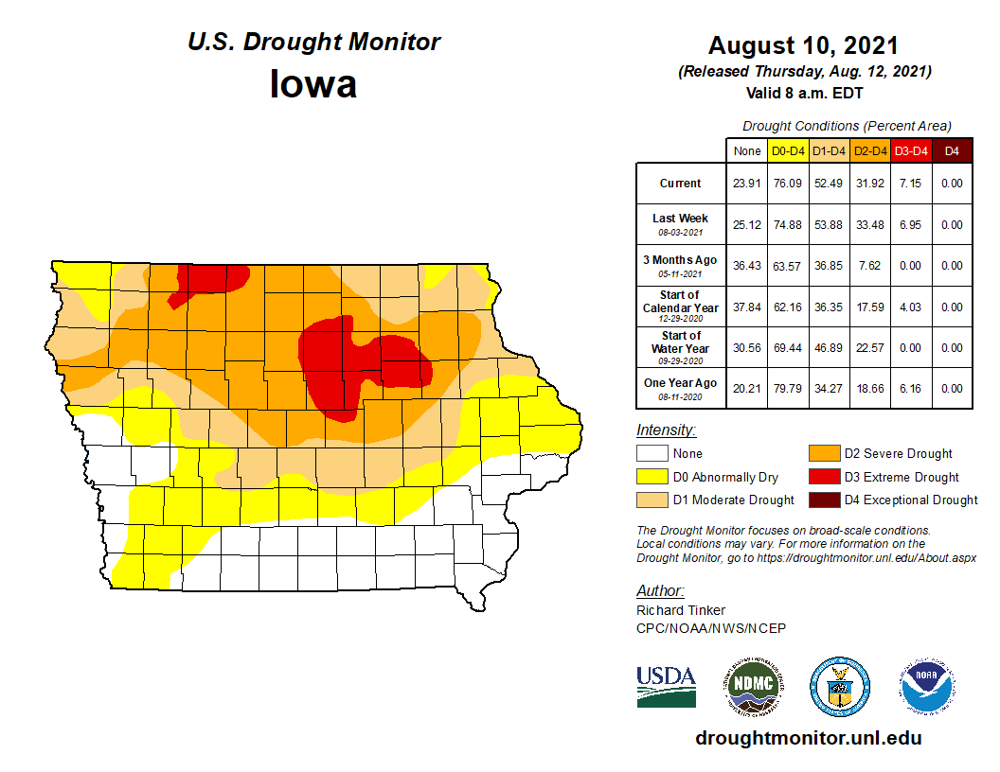 U.S. Drought Monitor
Iowa
August 10, 2021
(Released Thursday, Aug. 12, 2021)
Valid 8 a.m. EDT
Drought Conditions (Percent Area)
None D0-D4 D1-D4 D2-D4 D3-D4 D4
Current 23.91 76.09 52.49 31.92 7.15 0.00
Last Week
08-03-2021 25.12 74.88 53.88 33.48 6.95 0.00
3 Months Ago
05-11-2021 36.43 63.57 36.85 7.62 0.00 0.00
Start of
Calendar Year
12-29-2020 37.84 62.16 36.35 17.59 4.03 0.00
Start of
Water Year
09-29-2020 30.56 69.44 46.89 22.57 0.00 0.00
One Year Ago
08-11-2020 20.21 79.79 34.27 18.66 6.16 0.00
Intensity:
None
D0 Abnormally Dry
D1 Moderate Drought
D2 Severe Drought
D3 Extreme Drought
D4 Exceptional Drought
The Drought Monitor focuses on broad-scale conditions.
Local conditions may vary. For more information on the
Drought Monitor, go to https://droughtmonitor.unl.edu/About.aspx
Author:
Richard Tinker
CPC/NOAA/NWS/NCEP
USDA
NDMC
NOAA
droughtmonitor.unl.edu